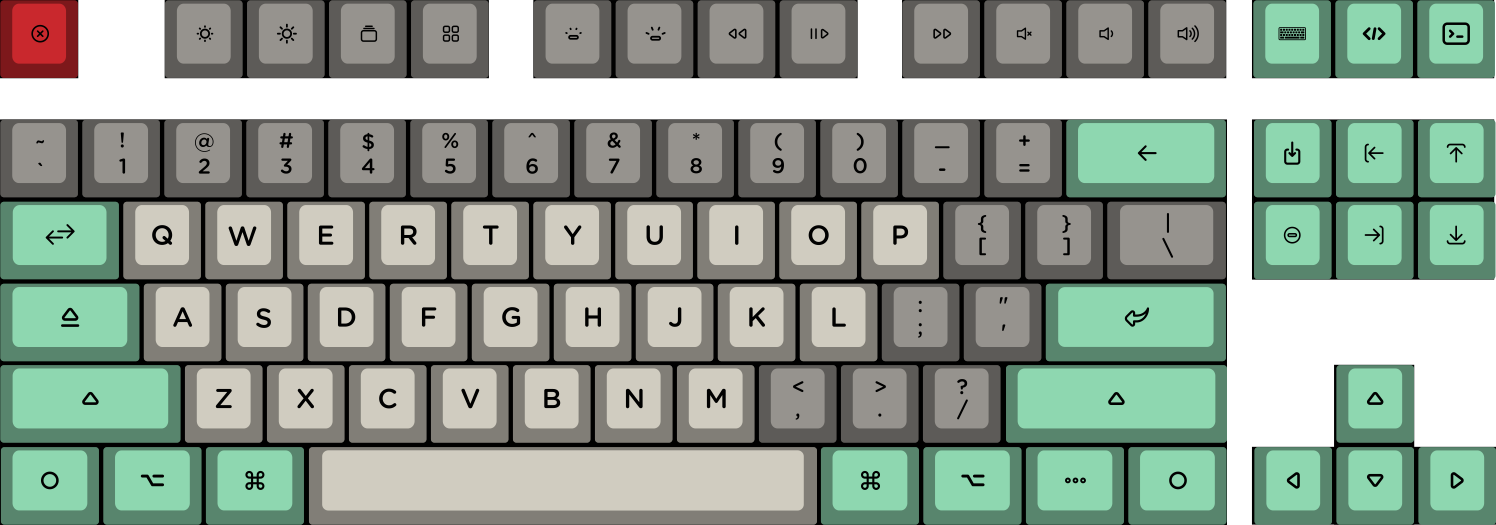 ~ ! @ # $ % ^ & * ( ) — +
` 1 2 3 4 5 6 7 8 9 0 - =
Q W E R T Y U I O P { } |
[ ] \
A S D F G H J K L : "
; '
Z X C V B N M < > ?
, . /